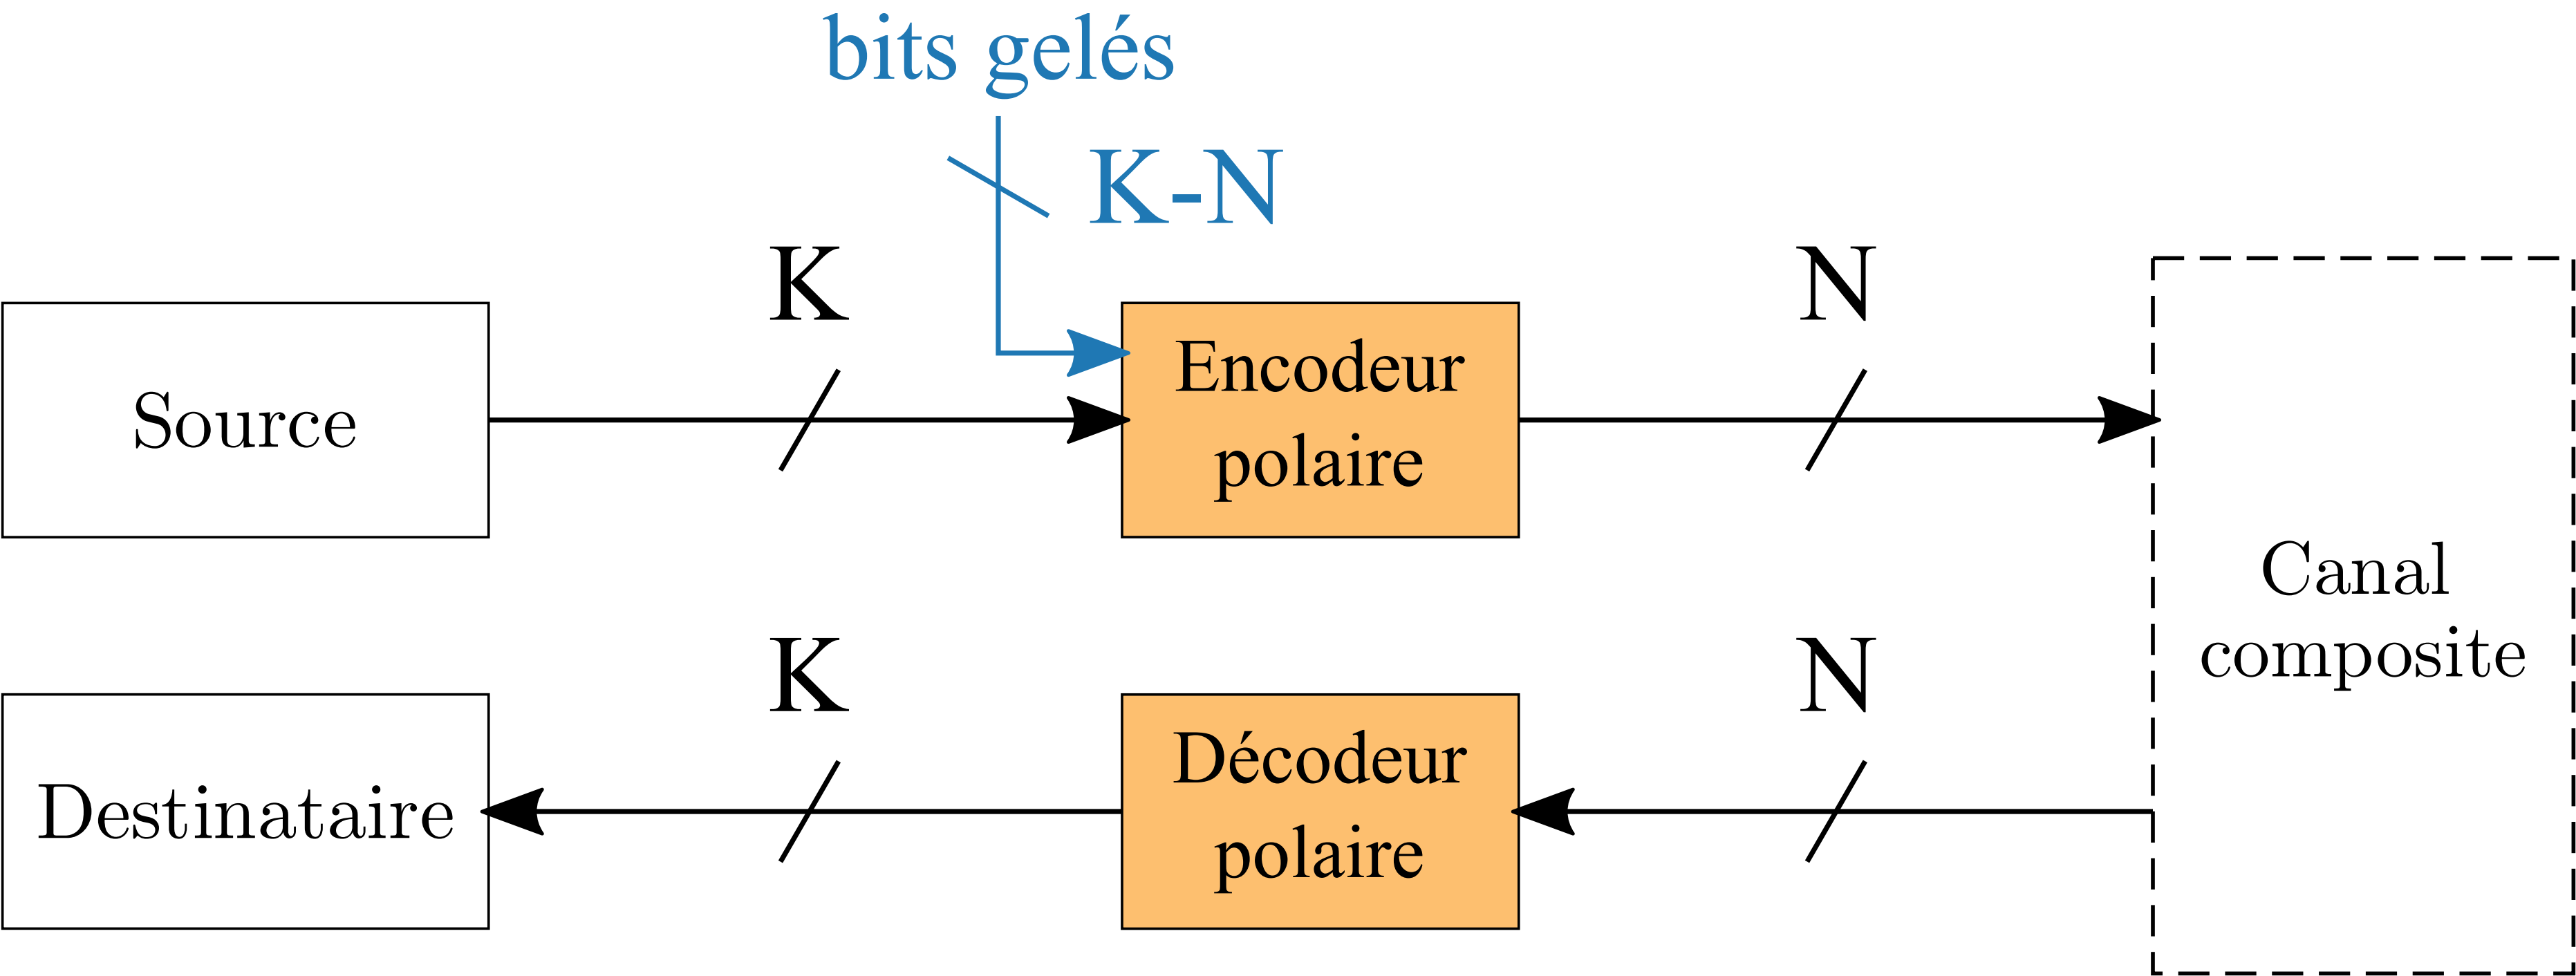 bits gelés
K-N
K
N
Source
Encodeur
polaire
Canal
composite
K
N
Destinataire
Décodeur
polaire